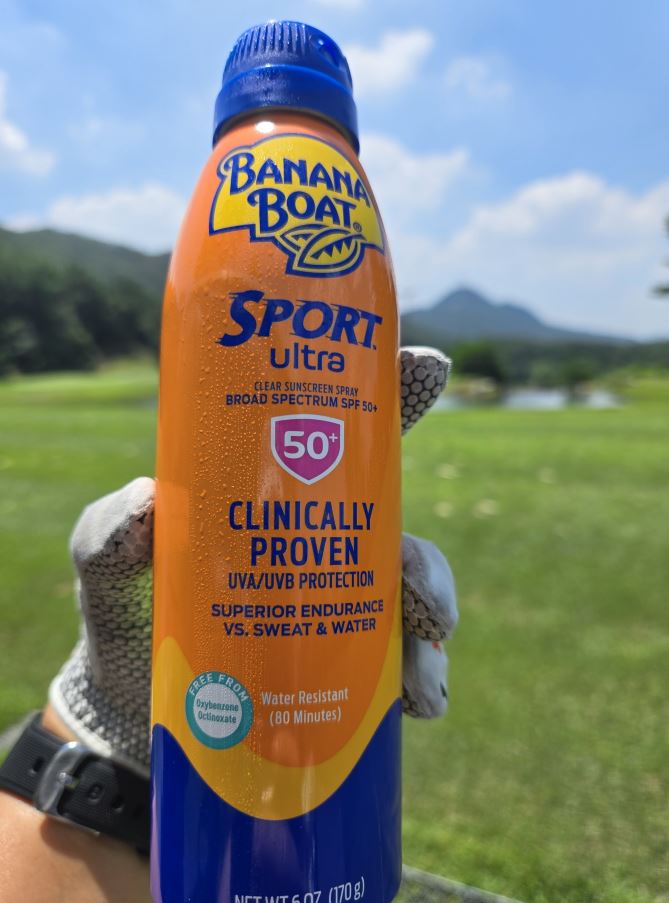 BANANA
BOAT®
SPORT
ultra
CLEAR SUNSCREEN SPRAY
BROAD SPECTRUM SPF 50+
50+
CLINICALLY
PROVEN
UVA/UVB PROTECTION
SUPERIOR ENDURANCE
VS. SWEAT & WATER
FREE FROM
Oxybenzone
Octinoxate
Water Resistant
(80 Minutes)
NET WT 6 OZ (170 g)